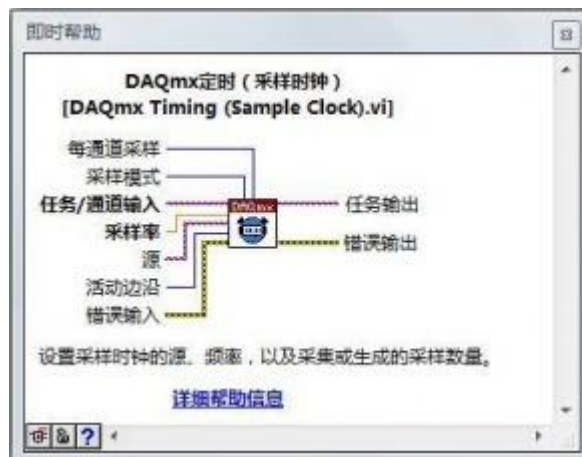 即时帮助
DAQmx定时（采样时钟）
[DAQmx Timing (Sample Clock).vi]
每通道采样
采样模式
任务/通道输入
DAQmx
任务输出
采样率
错误输出
源
活动边沿
错误输入
设置采样时钟的源、频率，以及采集或生成的采样数量。
详细帮助信息
?